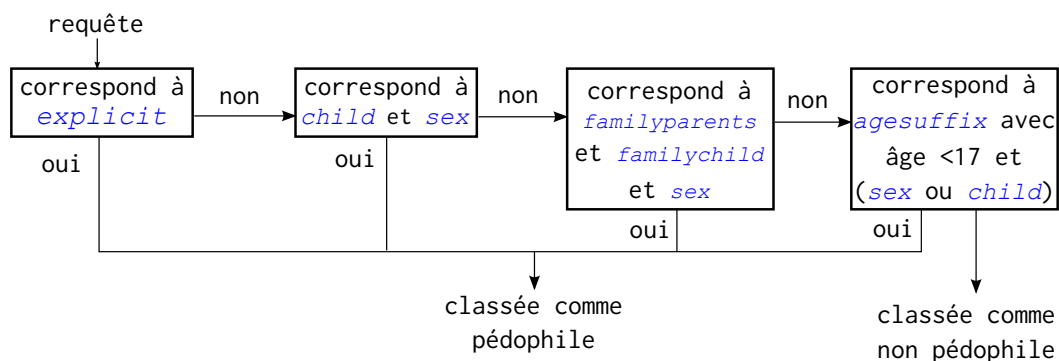 requête
correspond à
explicit
oui
non
correspond à
child et sex
oui
non
correspond à
familyparents
et familychild
et sex
oui
non
correspond à
agesuffix avec
âge <17 et
(sex ou child)
oui
classée comme
pédophile
classée comme
non pédophile